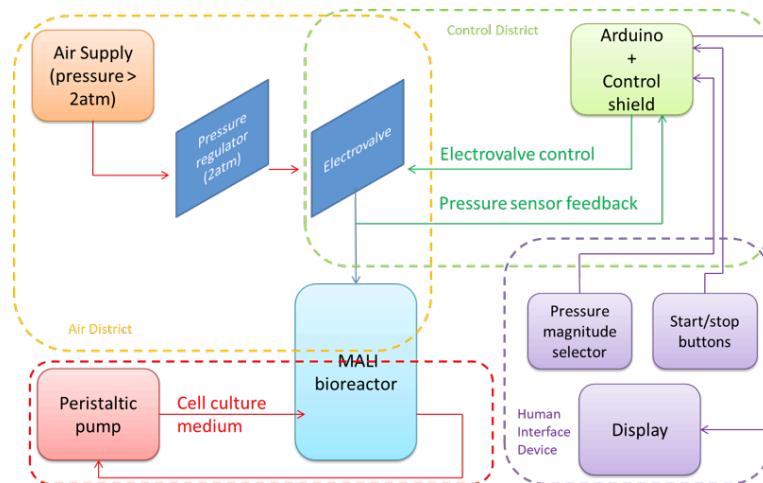 Air Supply
(pressure >
2atm)
Control District
Arduino
+
Control
shield
Pressure
regulator
(2atm)
Electrovalve
Electrovalve control
Pressure sensor feedback
Air District
MALI
bioreactor
Pressure
magnitude
selector
Start/stop
buttons
Peristaltic
pump
Cell culture
medium
Human
Interface
Device
Display